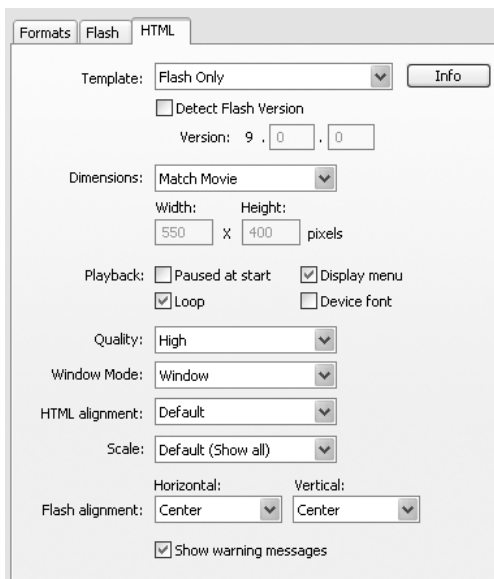 Formats Flash HTML
Template: Flash Only Info
Detect Flash Version
Version: 9 . 0 . 0
Dimensions: Match Movie
Width: Height:
550 X 400 pixels
Playback: Paused at start Display menu
Loop Device font
Quality: High
Window Mode: Window
HTML alignment: Default
Scale: Default (Show all)
Horizontal: Vertical:
Flash alignment: Center Center
Show warning messages